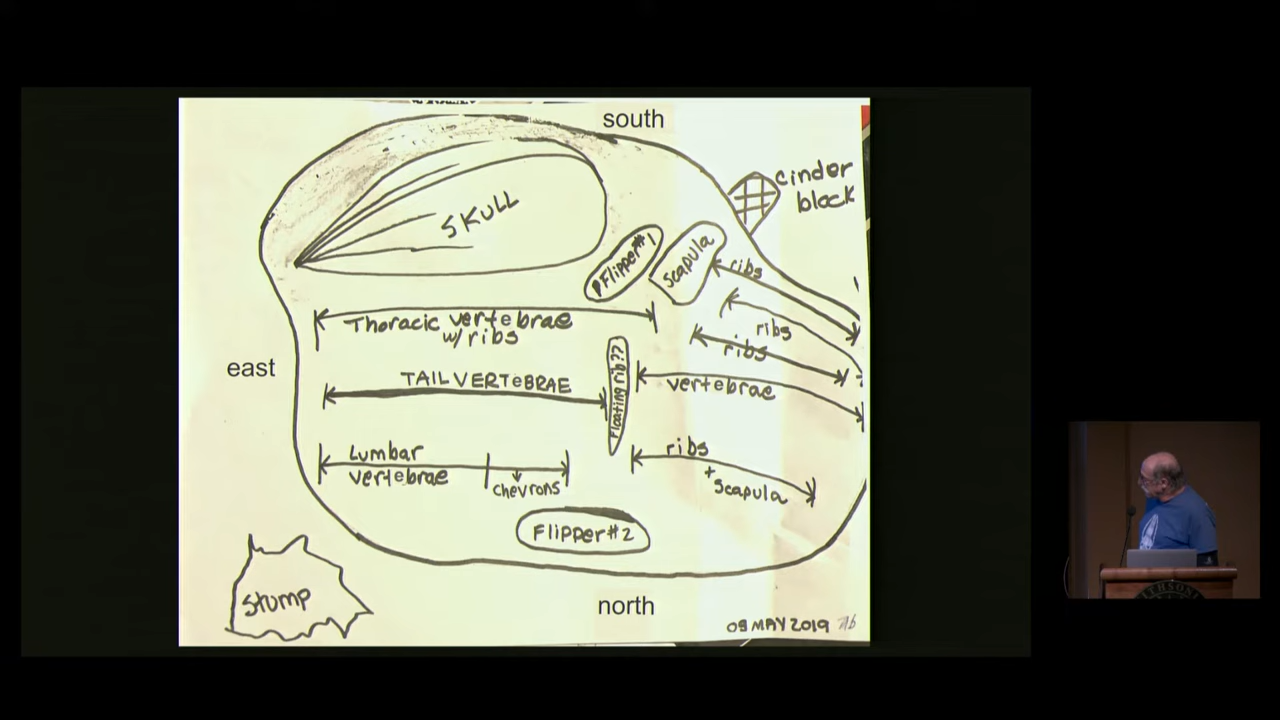 south
cinder
block
SKULL
Flipper#1
Scapula
ribs
Thoracic vertebrae
w/ribs
ribs
ribs
east
TAIL VERTeBRAE
Floating rib??
vertebrae
Lumbar
vertebrae
chevrons
ribs
+
Scapula
Flipper#2
Stump
north
09 MAY 2019